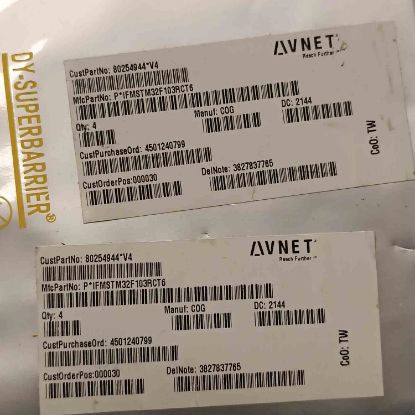 DY-SUPERBARRIER®
AVNET
Reach Further
CustPartNo: 80254944*V4
MfcPartNo: P*IFMSTM32F103RCT6
Qty: 4
Manuf: COG
DC: 2144
CustPurchaseOrd: 4501240799
CustOrderPos:000030
DelNote: 3827837765
CoO: TW
AVNET
Reach Further
CustPartNo: 80254944*V4
MfcPartNo: P*IFMSTM32F103RCT6
Qty: 4
Manuf: COG
DC: 2144
CustPurchaseOrd: 4501240799
CustOrderPos:000030
DelNote: 3827837765
CoO: TW